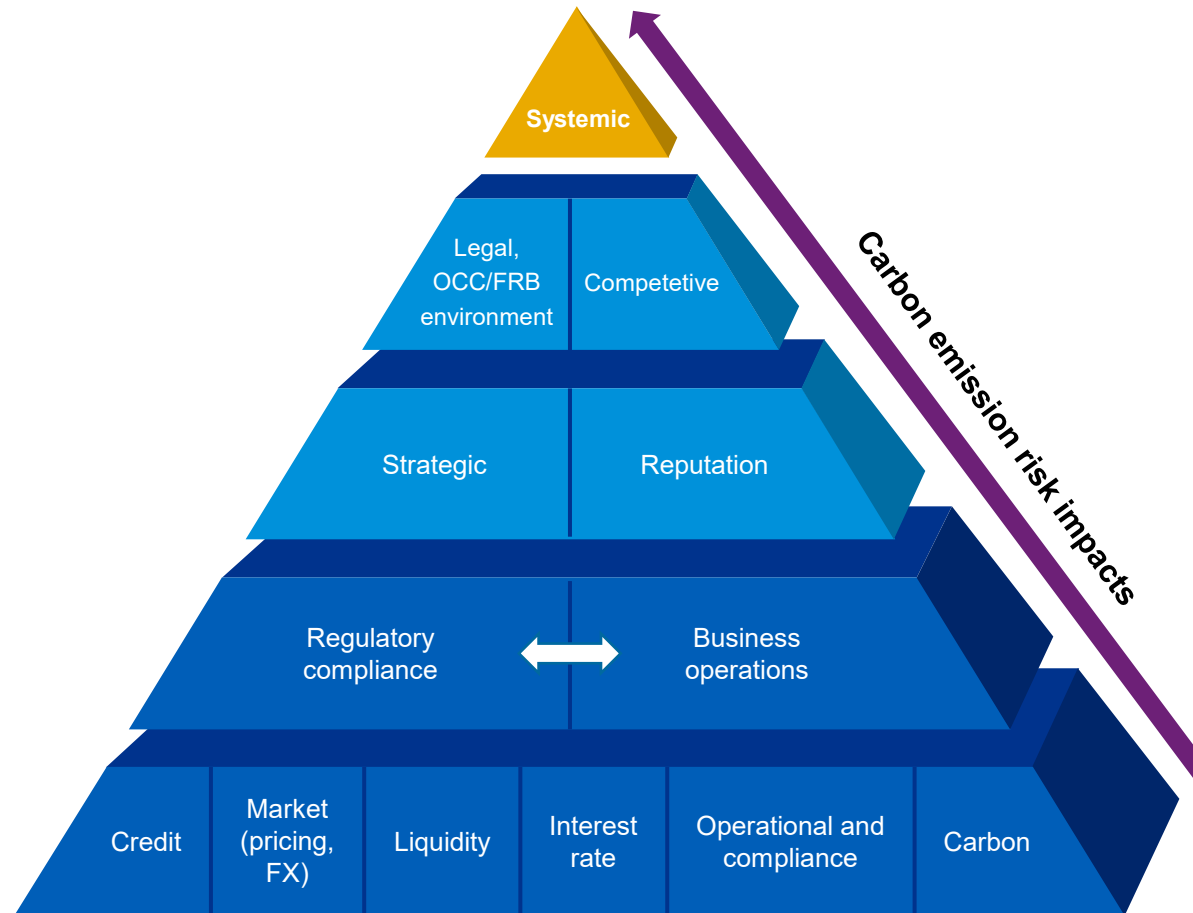 Systemic
Legal,
OCC/FRB
environment
Competetive
Strategic
Reputation
Regulatory
compliance
Business
operations
Credit
Market
(pricing,
FX)
Liquidity
Interest
rate
Operational and
compliance
Carbon
Carbon emission risk impacts